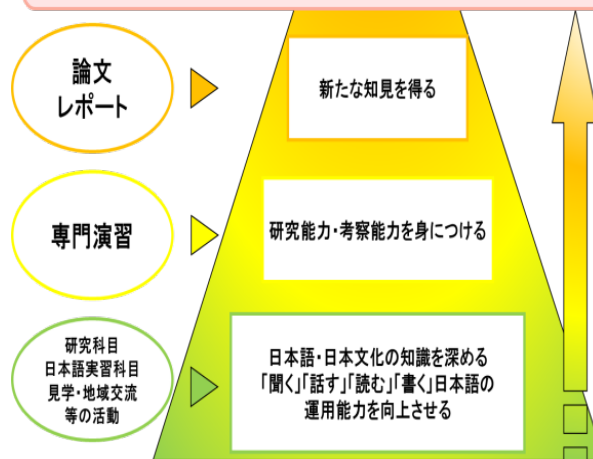 論文
レポート
新たな知見を得る
専門演習
研究能力・考察能力を身につける
研究科目
日本語実習科目
見学・地域交流
等の活動
日本語・日本文化の知識を深める
「聞く」「話す」「読む」「書く」日本語の
運用能力を向上させる